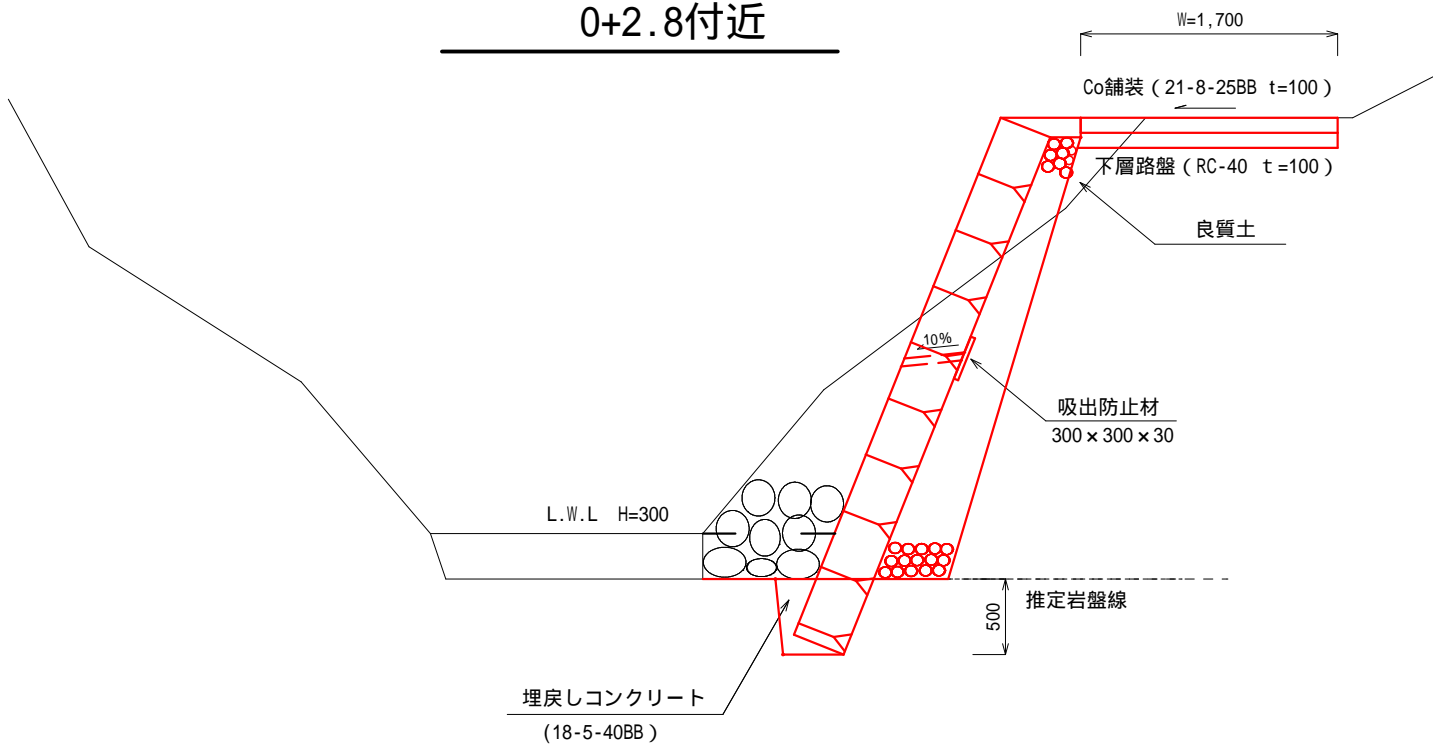 0+2.8付近
W=1,700
Co舗装（21-8-25BB t=100）
下層路盤（RC-40 t=100）
良質土
10%
吸出防止材
300×300×30
L.W.L H=300
推定岩盤線
500
埋戻しコンクリート
(18-5-40BB）